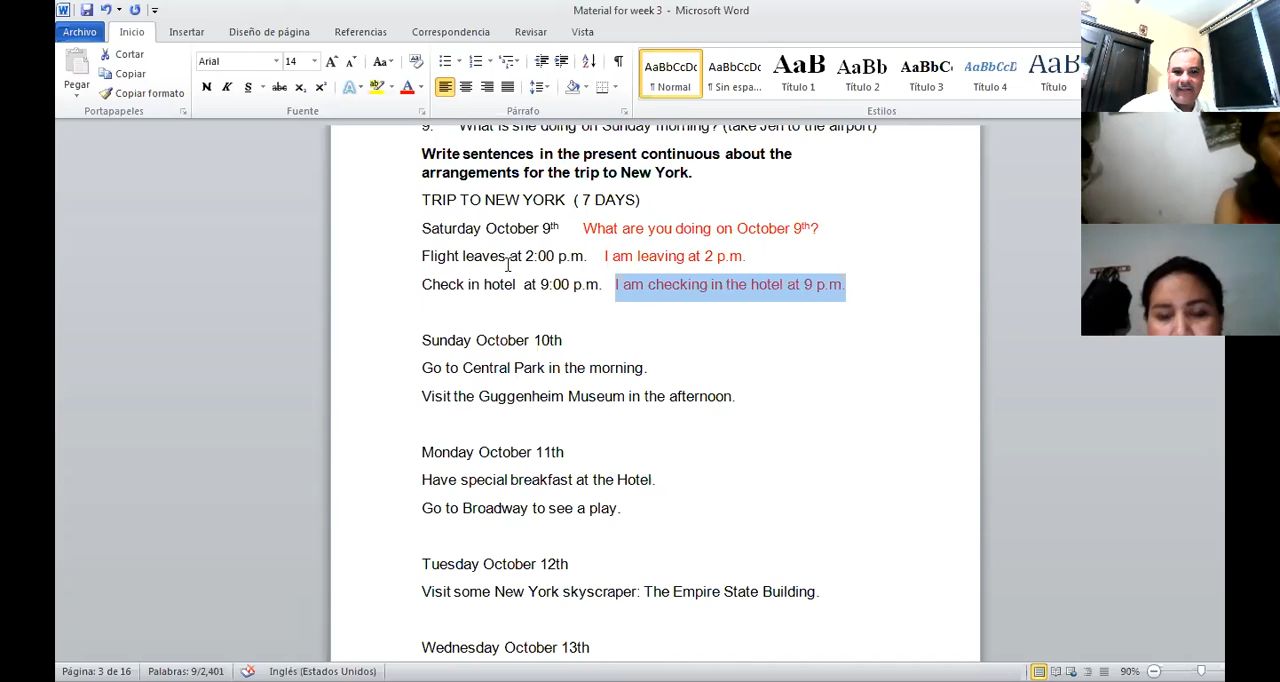 Material for week 3 - Microsoft Word
Archivo Inicio Insertar Diseño de página Referencias Correspondencia Revisar Vista
Cortar
Copiar
Copiar formato
Pegar
Portapapeles
Arial 14
Fuente
Párrafo
AaBbCcDc AaBbCcDc AaB AaBb AaBbC AaBbCcD AaB
¶ Normal ¶ Sin espa... Título 1 Título 2 Título 3 Título 4 Título
Estilos
9. What is she doing on Sunday morning? (take Jen to the airport)
Write sentences in the present continuous about the
arrangements for the trip to New York.
TRIP TO NEW YORK ( 7 DAYS)
Saturday October 9th What are you doing on October 9th?
Flight leaves at 2:00 p.m. I am leaving at 2 p.m.
Check in hotel at 9:00 p.m. I am checking in the hotel at 9 p.m.
Sunday October 10th
Go to Central Park in the morning.
Visit the Guggenheim Museum in the afternoon.
Monday October 11th
Have special breakfast at the Hotel.
Go to Broadway to see a play.
Tuesday October 12th
Visit some New York skyscraper: The Empire State Building.
Wednesday October 13th
Página: 3 de 16 Palabras: 9/2,401 Inglés (Estados Unidos) 90%